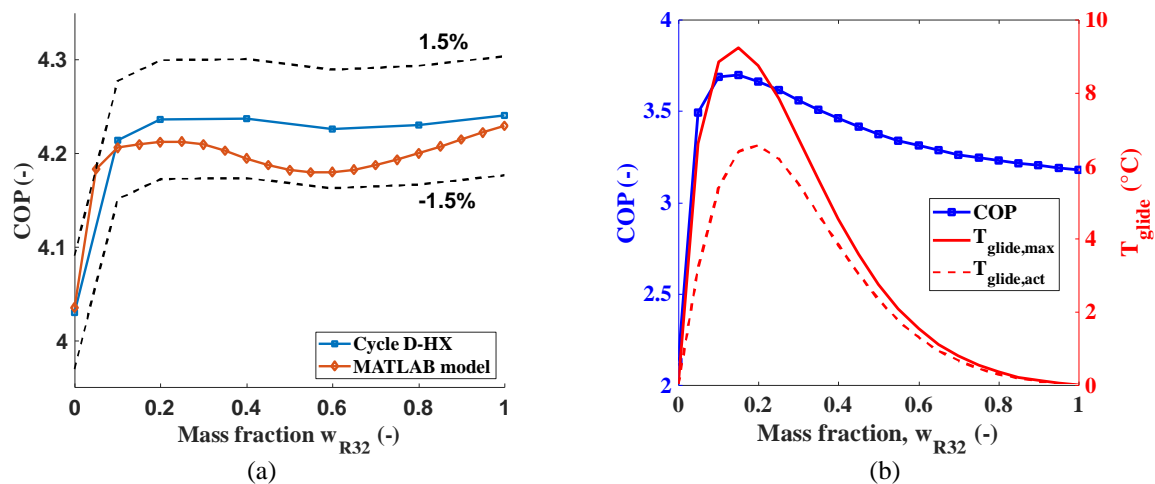 4.3
4.2
4.1
4
COP (-)
1.5%
-1.5%
Cycle D-HX
MATLAB model
0 0.2 0.4 0.6 0.8 1
Mass fraction w_R32 (-)
(a)
4
3.5
3
2.5
2
COP (-)
10
8
6
4
2
0
T_glide (°C)
COP
T_glide,max
T_glide,act
0 0.2 0.4 0.6 0.8 1
Mass fraction, w_R32 (-)
(b)